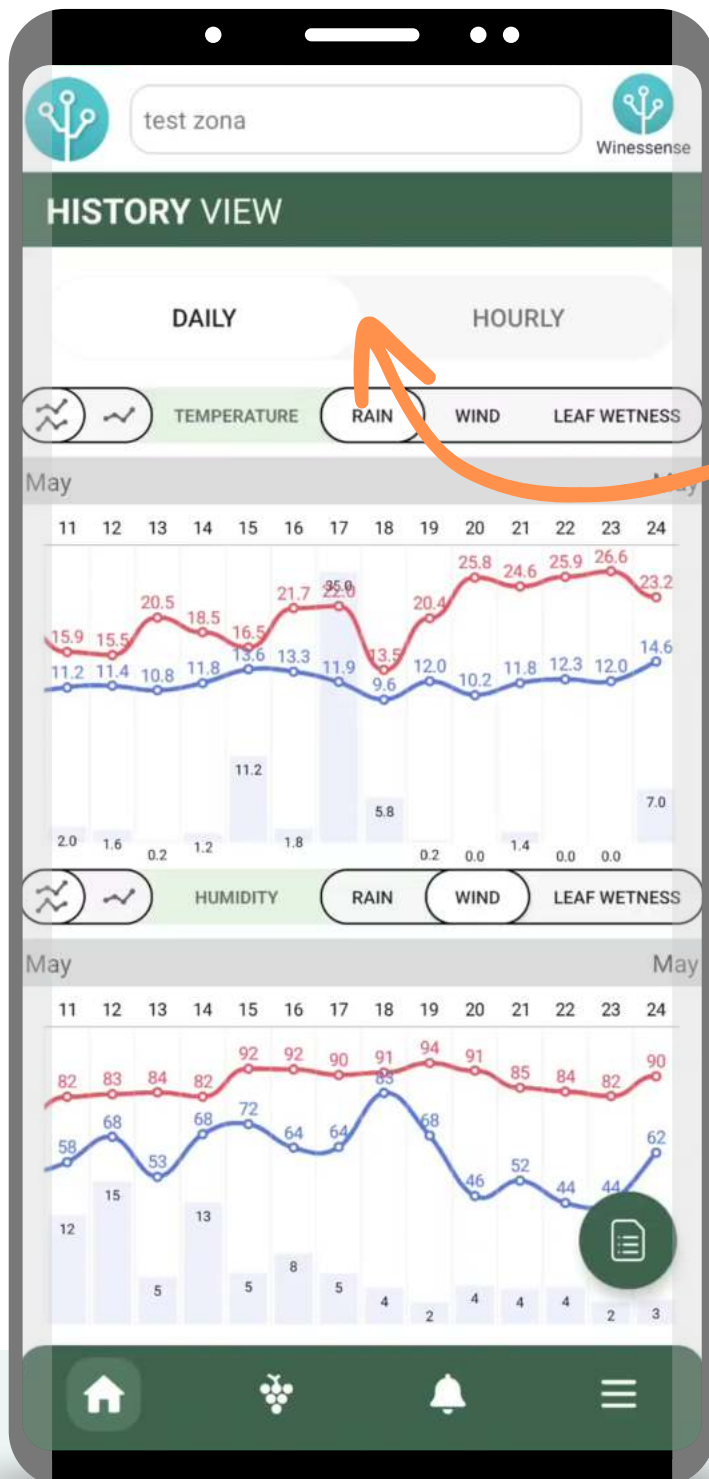 test zona
Winessense
HISTORY VIEW
DAILY HOURLY
TEMPERATURE RAIN WIND LEAF WETNESS
May May
11 12 13 14 15 16 17 18 19 20 21 22 23 24
15.9 15.5 20.5 18.5 16.5 21.7 22.0 13.5 20.4 25.8 24.6 25.9 26.6 23.2
11.2 11.4 10.8 11.8 13.6 13.3 11.9 9.6 12.0 10.2 11.8 12.3 12.0 14.6
2.0 1.6 0.2 1.2 11.2 1.8 35.0 5.8 0.2 0.0 1.4 0.0 0.0 7.0
HUMIDITY RAIN WIND LEAF WETNESS
May May
11 12 13 14 15 16 17 18 19 20 21 22 23 24
82 83 84 82 92 92 90 91 94 91 85 84 82 90
58 68 53 68 72 64 64 85 68 46 52 44 44 62
12 15 5 13 5 8 5 4 2 4 4 4 2 3